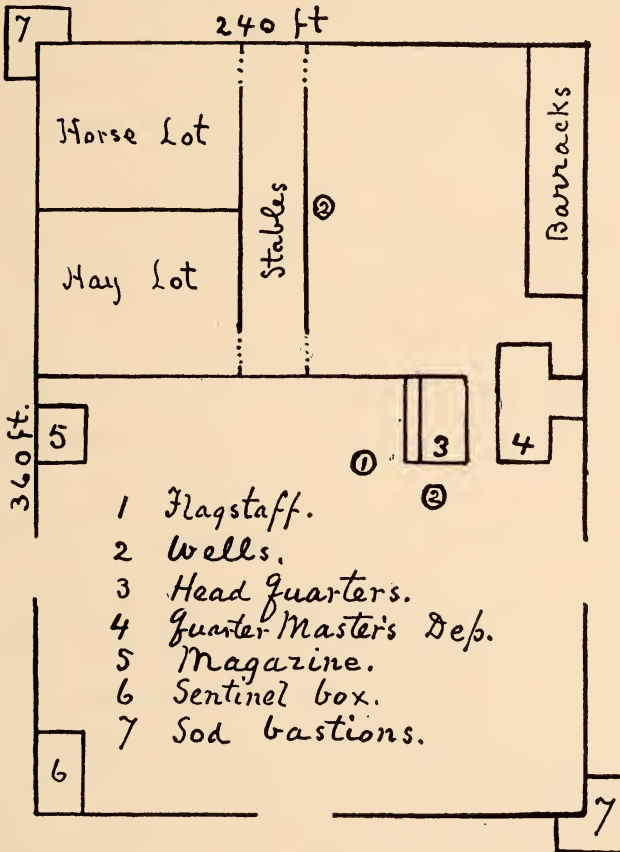 7
240 ft
Horse Lot
Barracks
Stables
2
Hay Lot
360 ft.
5
1
3
4
2
1 Flagstaff.
2 Wells.
3 Head quarters.
4 Quarter Master's Dep.
5 Magazine.
6 Sentinel box.
7 Sod bastions.
6
7